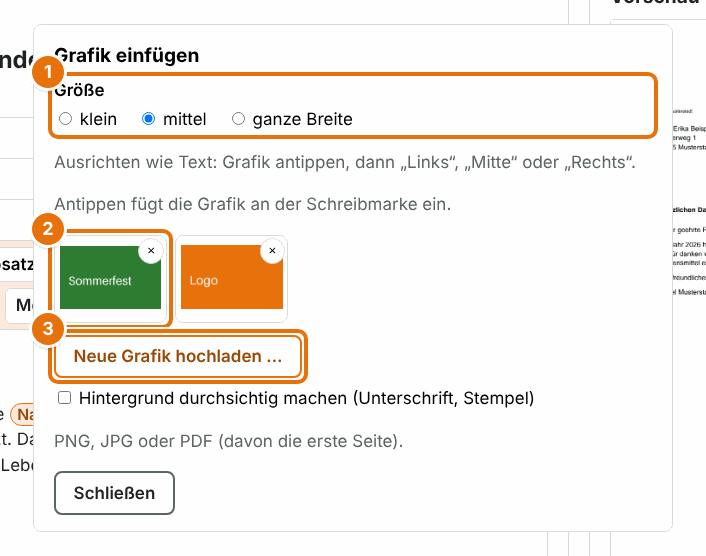 Grafik einfügen
1
Größe
klein mittel ganze Breite
Ausrichten wie Text: Grafik antippen, dann „Links“, „Mitte“ oder „Rechts“.
Antippen fügt die Grafik an der Schreibmarke ein.
2
× ×
Sommerfest Logo
3
Neue Grafik hochladen ...
Hintergrund durchsichtig machen (Unterschrift, Stempel)
PNG, JPG oder PDF (davon die erste Seite).
Schließen